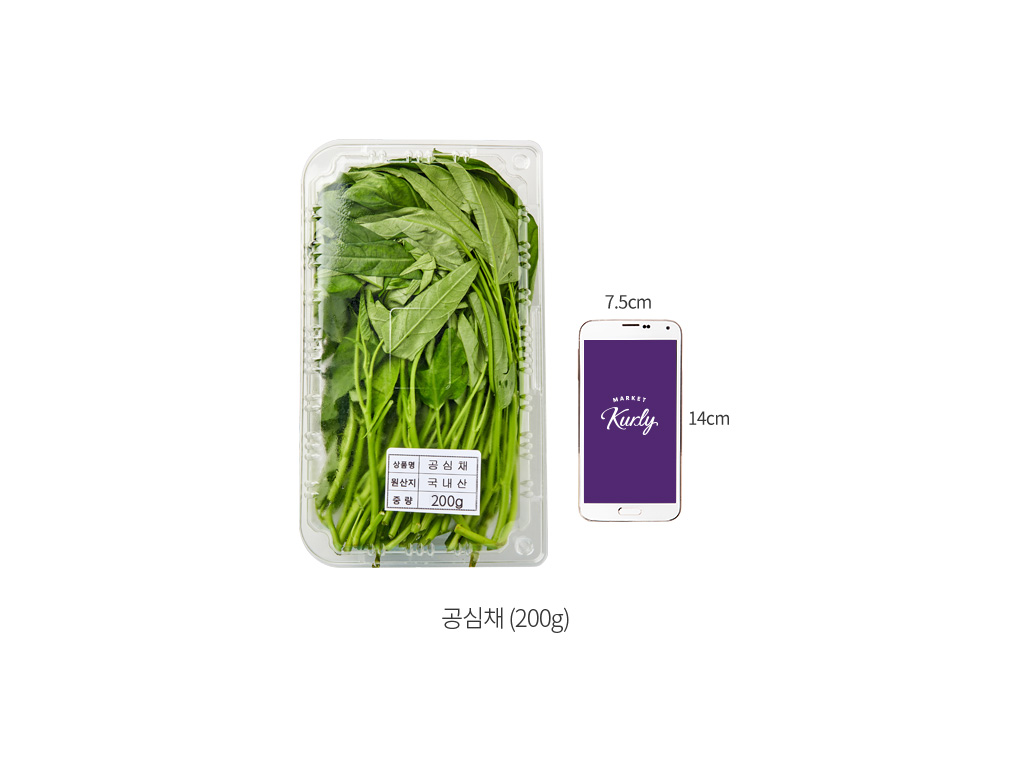 상품명 공심채
원산지 국내산
중량 200g
7.5cm
MARKET
Kurly
14cm
공심채 (200g)